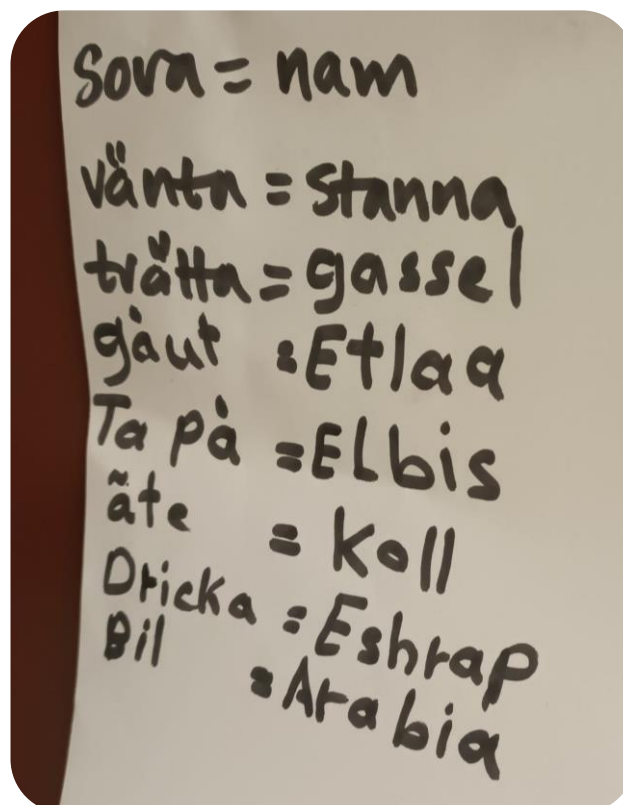 Sova = nam
vänta = stanna
trätta = gassel
gåut = Etlaa
Ta på = Elbis
äte = koll
Dricka = Eshrap
Bil = Arabia